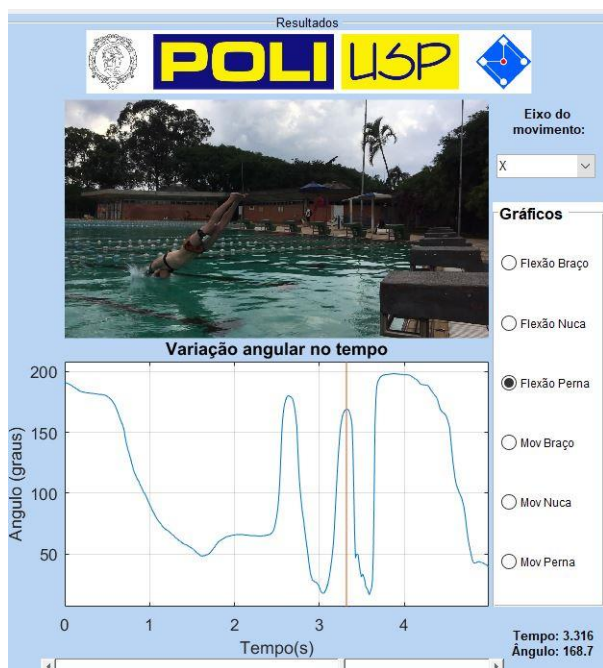 Resultados
POLI USP
Eixo do
movimento:
X
Gráficos
Flexão Braço
Flexão Nuca
Flexão Perna
Mov Braço
Mov Nuca
Mov Perna
Variação angular no tempo
Angulo (graus)
200
150
100
50
0 1 2 3 4
Tempo(s)
Tempo: 3.316
Ângulo: 168.7